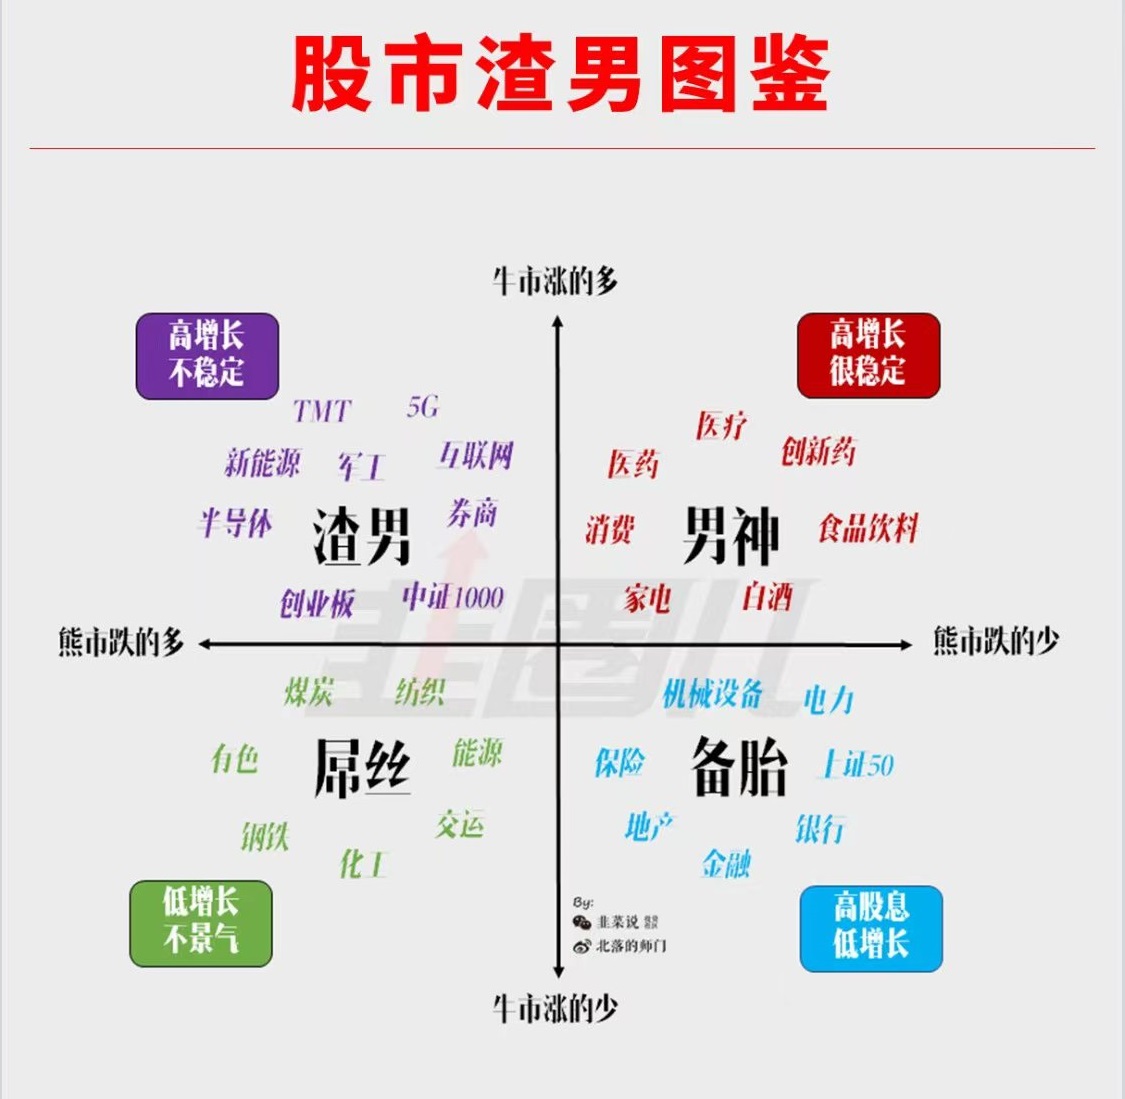 股市渣男图鉴
牛市涨的多
高增长
不稳定
高增长
很稳定
TMT
5G
新能源
军工
互联网
半导体
渣男
券商
创业板
中证1000
医疗
医药
创新药
消费
男神
食品饮料
家电
白酒
熊市跌的多
熊市跌的少
韭圈儿
煤炭
纺织
有色
屌丝
能源
钢铁
交运
化工
机械设备
电力
保险
备胎
上证50
地产
银行
金融
低增长
不景气
高股息
低增长
By:
韭菜说
北落的师门
牛市涨的少